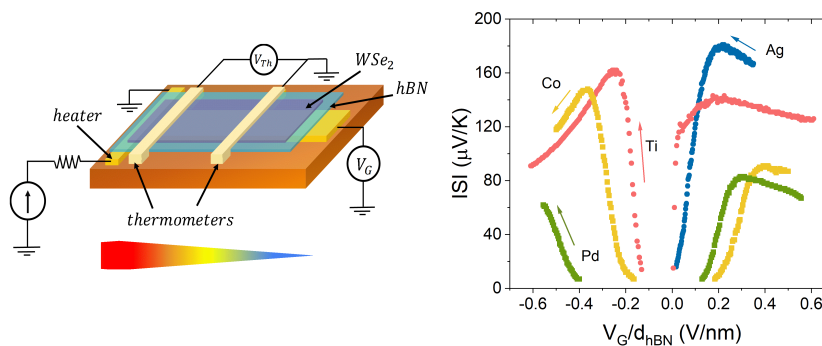 V_Th
WSe₂
hBN
heater
V_G
thermometers
ISI (μV/K)
180
160
120
80
40
0
Co
Ti
Ag
Pd
-0.6
-0.4
-0.2
0.0
0.2
0.4
0.6
V_G/d_hBN (V/nm)